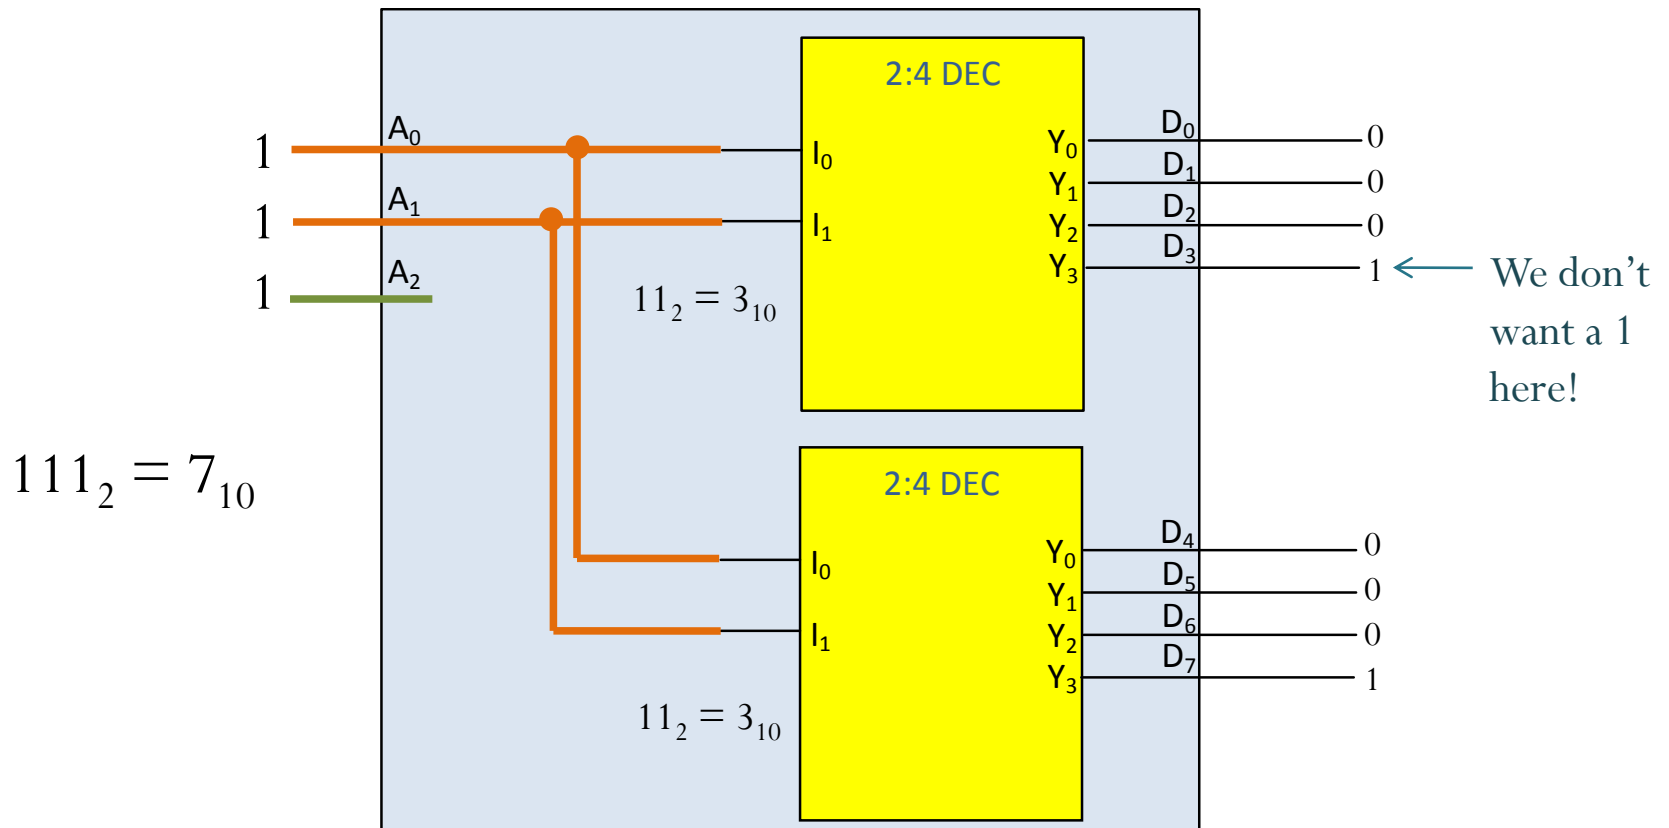 2:4 DEC
1 A₀ I₀ Y₀ D₀ 0
1 A₁ I₁ Y₁ D₁ 0
Y₂ D₂ 0
1 A₂ 11₂ = 3₁₀ Y₃ D₃ 1
We don’t
want a 1
here!
111₂ = 7₁₀
2:4 DEC
I₀ Y₀ D₄ 0
Y₁ D₅ 0
I₁ Y₂ D₆ 0
Y₃ D₇ 1
11₂ = 3₁₀